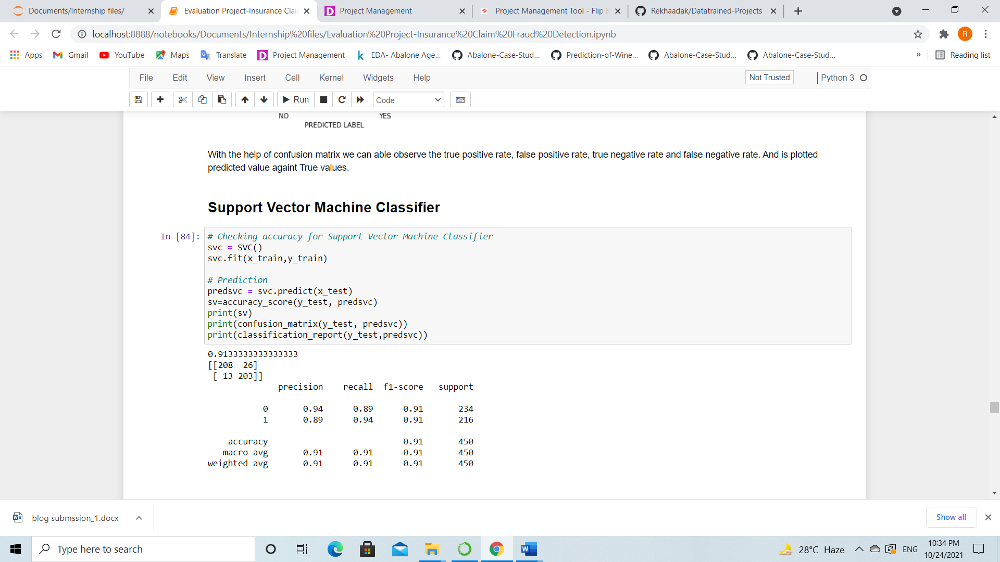 Documents/Internship files/
Evaluation Project-Insurance Clai
Project Management
Project Management Tool - Flip R
Rekhaadak/Datatrained-Projects
localhost:8888/notebooks/Documents/Internship%20files/Evaluation%20Project-Insurance%20Claim%20Fraud%20Detection.ipynb
R
Apps
Gmail
YouTube
Maps
Translate
Project Management
EDA- Abalone Age...
Abalone-Case-Stud...
Prediction-of-Wine...
Abalone-Case-Stud...
Abalone-Case-Stud...
»
Reading list
File
Edit
View
Insert
Cell
Kernel
Widgets
Help
Not Trusted
Python 3
Run
Code
NO YES
PREDICTED LABEL
With the help of confusion matrix we can able observe the true positive rate, false positive rate, true negative rate and false negative rate. And is plotted
predicted value againt True values.
Support Vector Machine Classifier
In [84]:
# Checking accuracy for Support Vector Machine Classifier
svc = SVC()
svc.fit(x_train,y_train)
# Prediction
predsvc = svc.predict(x_test)
sv=accuracy_score(y_test, predsvc)
print(sv)
print(confusion_matrix(y_test, predsvc))
print(classification_report(y_test,predsvc))
0.9133333333333333
[[208  26]
[ 13 203]]
precision recall f1-score support
0 0.94 0.89 0.91 234
1 0.89 0.94 0.91 216
accuracy 0.91 450
macro avg 0.91 0.91 0.91 450
weighted avg 0.91 0.91 0.91 450
blog submssion_1.docx
Show all
Type here to search
28°C Haze
ENG
10:34 PM
10/24/2021